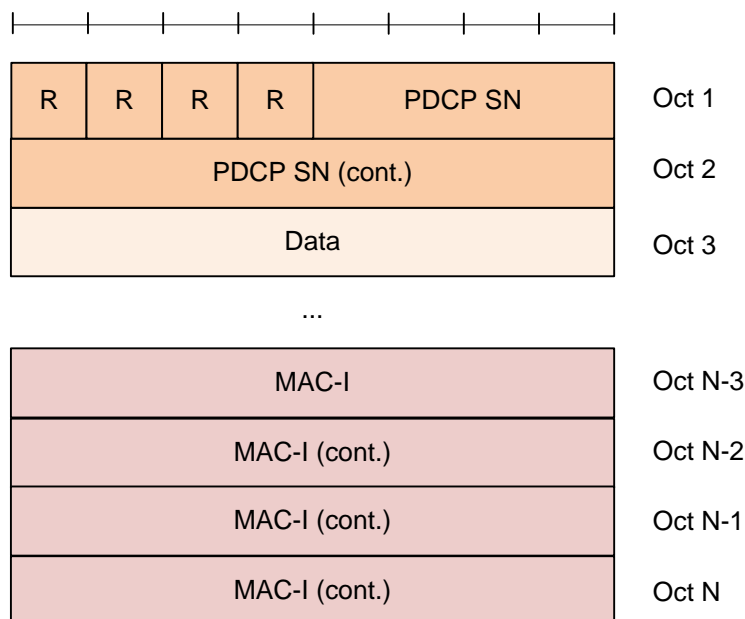 R R R R PDCP SN Oct 1
PDCP SN (cont.) Oct 2
Data Oct 3
...
MAC-I Oct N-3
MAC-I (cont.) Oct N-2
MAC-I (cont.) Oct N-1
MAC-I (cont.) Oct N